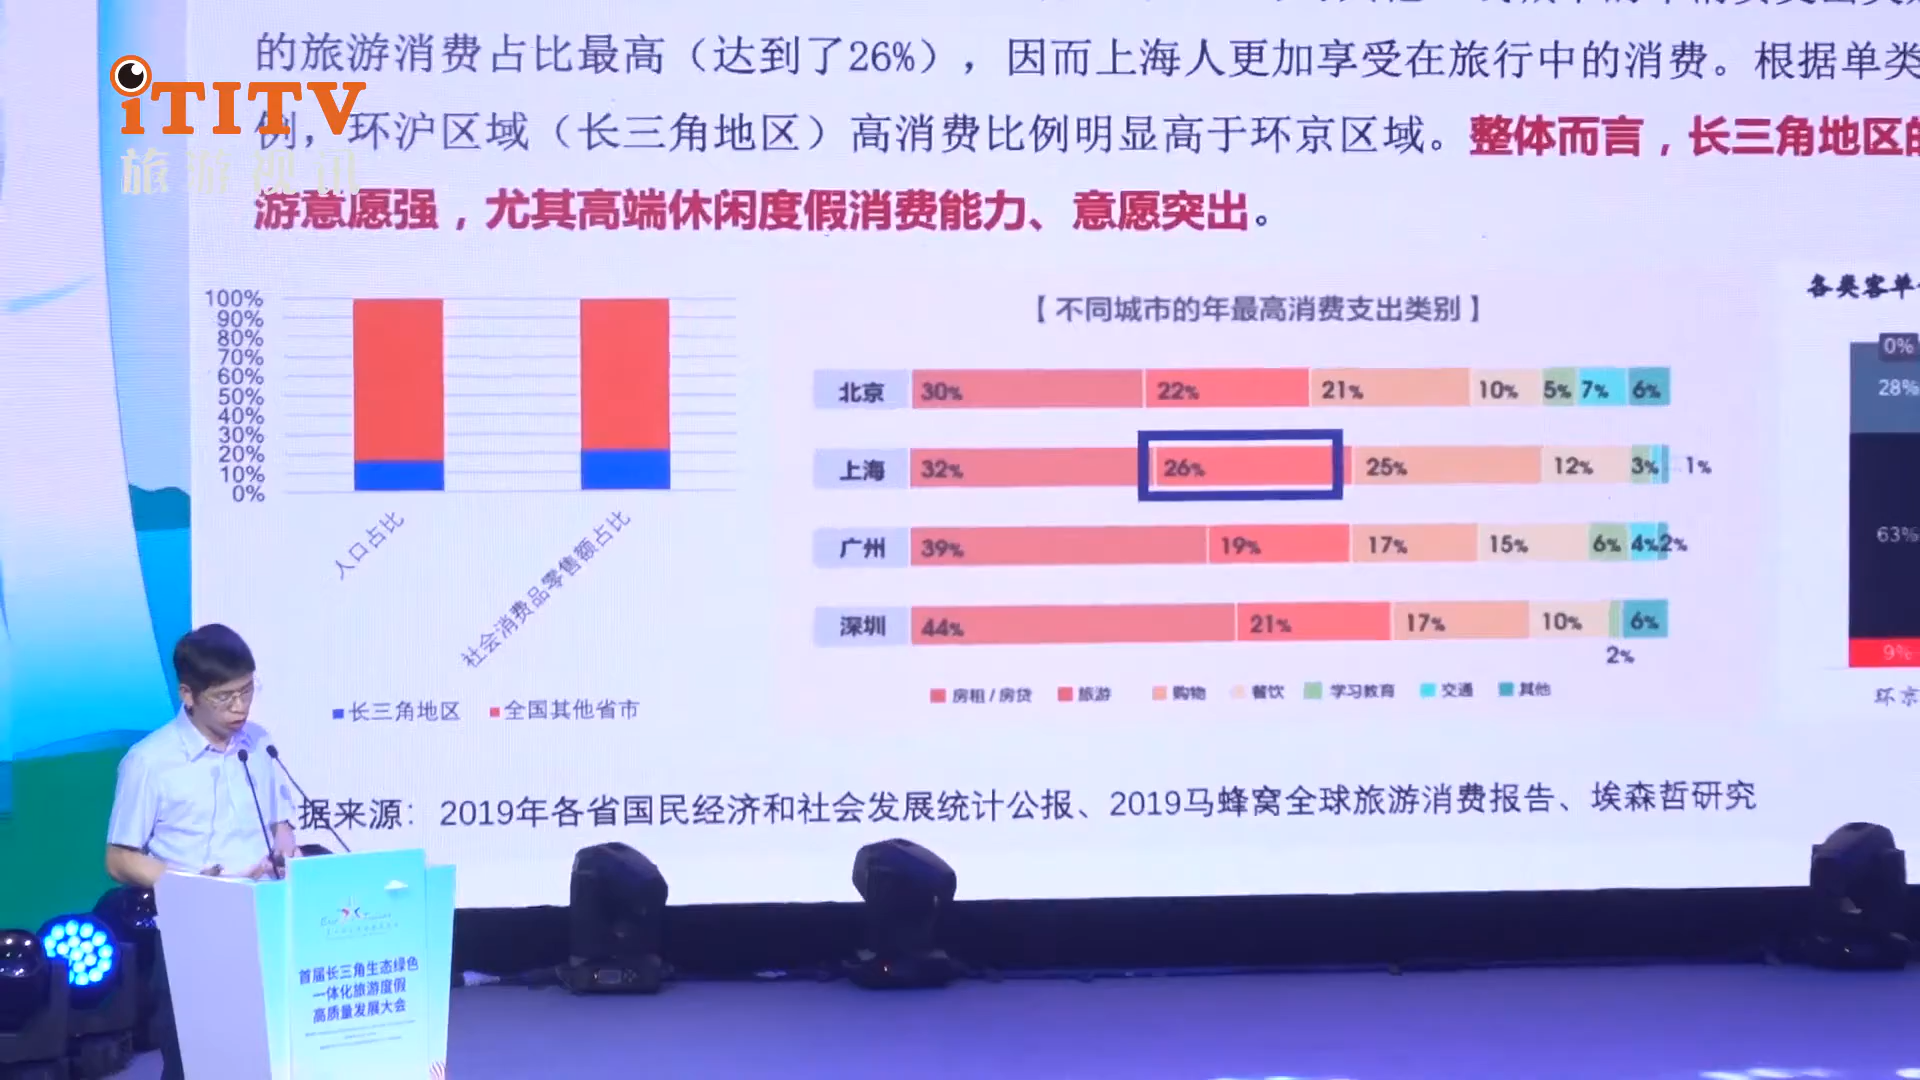 的旅游消费占比最高（达到了26%），因而上海人更加享受在旅行中的消费。根据单类
例，环沪区域（长三角地区）高消费比例明显高于环京区域。整体而言，长三角地区的
游意愿强，尤其高端休闲度假消费能力、意愿突出。
iTITV
旅游视讯
100%
90%
80%
70%
60%
50%
40%
30%
20%
10%
0%
人口占比
社会消费品零售额占比
长三角地区 全国其他省市
【不同城市的年最高消费支出类别】
北京 30% 22% 21% 10% 5% 7% 6%
上海 32% 26% 25% 12% 3% 1%
广州 39% 19% 17% 15% 6% 4% 2%
深圳 44% 21% 17% 10% 6%
2%
房租/房贷 旅游 购物 餐饮 学习教育 交通 其他
各类客单
0%
28%
63%
9%
环京
据来源：2019年各省国民经济和社会发展统计公报、2019马蜂窝全球旅游消费报告、埃森哲研究
首届长三角生态绿色
一体化旅游度假
高质量发展大会